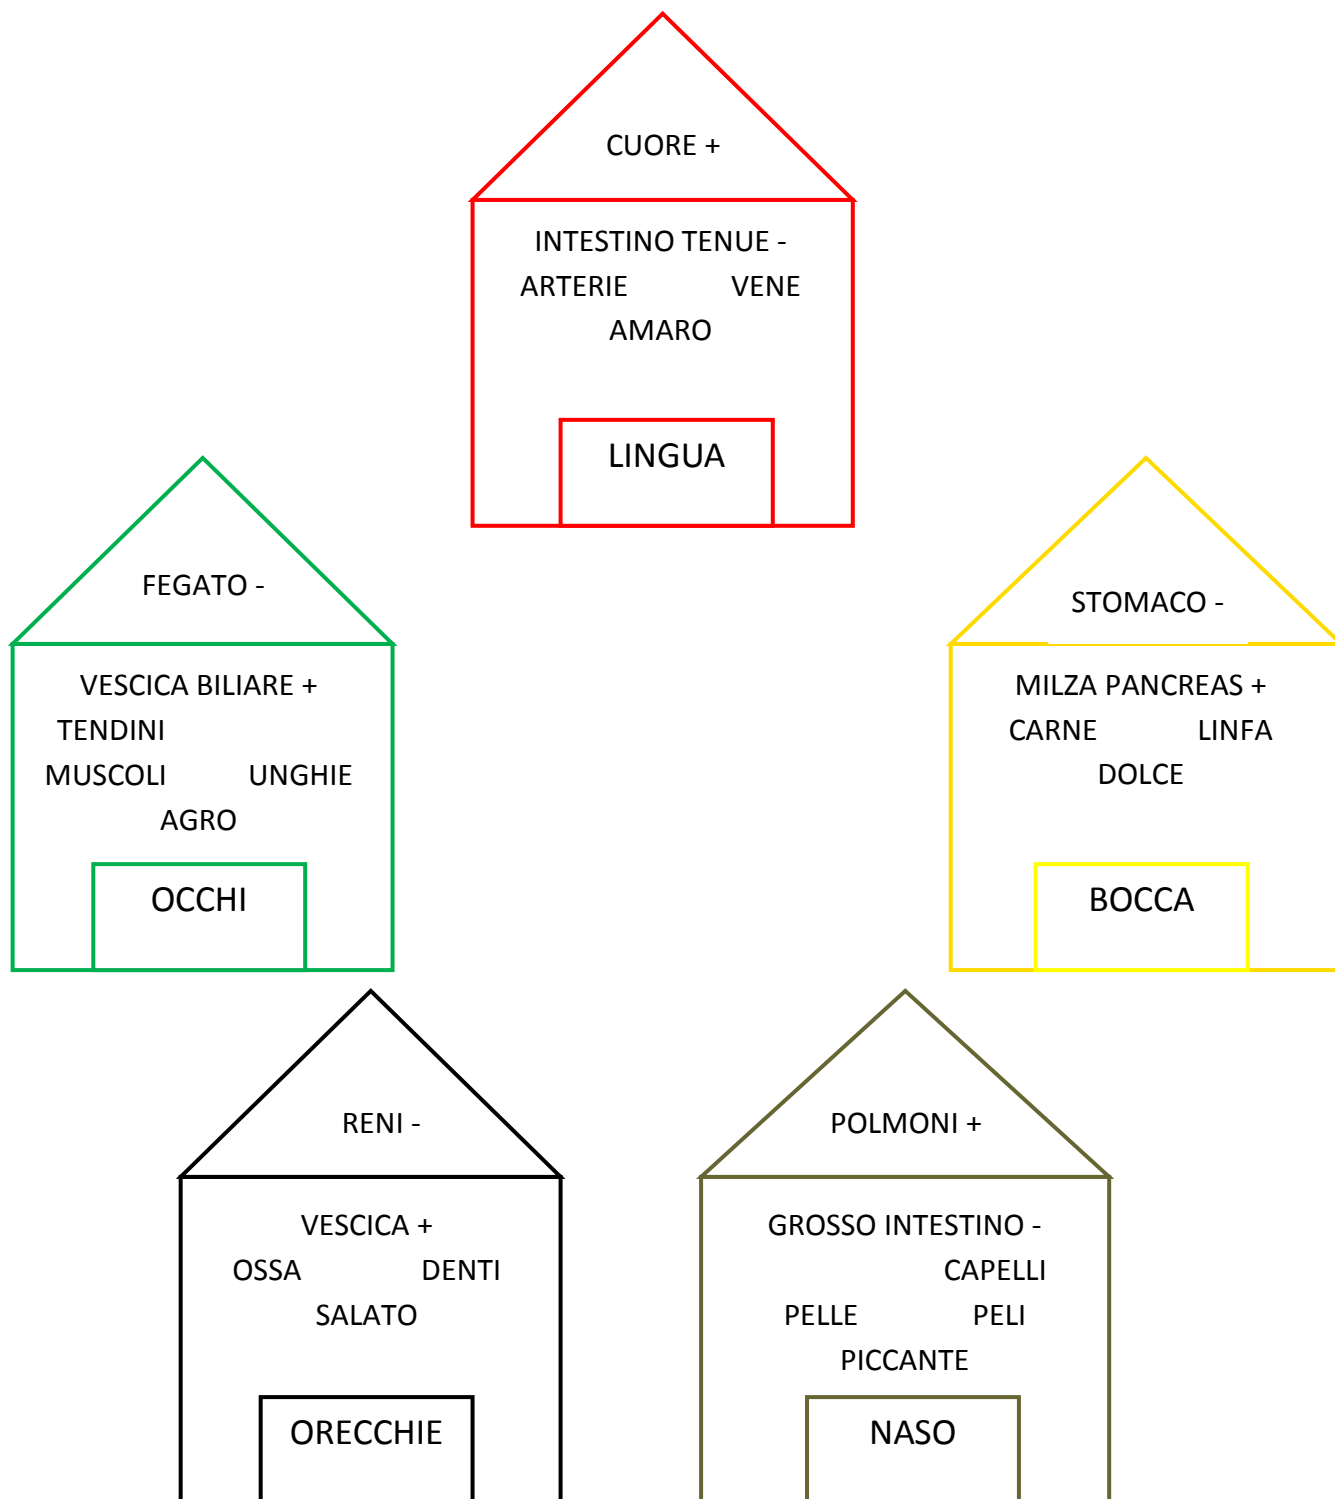 CUORE +
INTESTINO TENUE -
ARTERIE VENE
AMARO
LINGUA
FEGATO -
VESCICA BILIARE +
TENDINI
MUSCOLI UNGHIE
AGRO
OCCHI
STOMACO -
MILZA PANCREAS +
CARNE LINFA
DOLCE
BOCCA
RENI -
VESCICA +
OSSA DENTI
SALATO
ORECCHIE
POLMONI +
GROSSO INTESTINO -
CAPELLI
PELLE PELI
PICCANTE
NASO